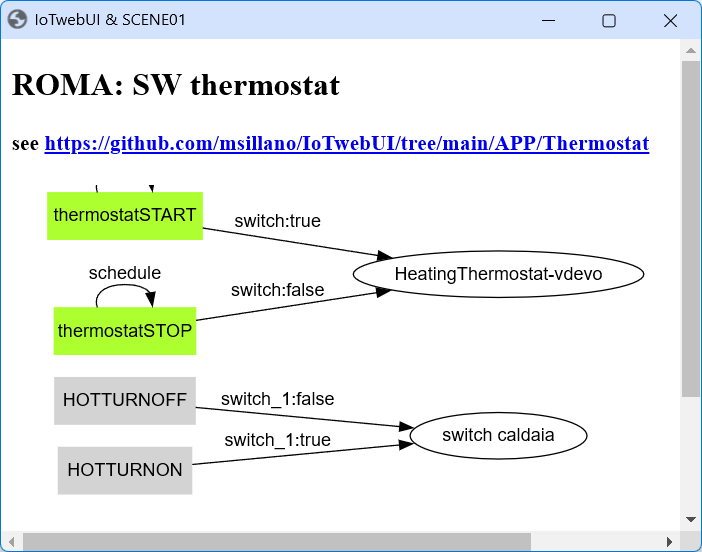 IoTwebUI & SCENE01
ROMA: SW thermostat
see https://github.com/msillano/IoTwebUI/tree/main/APP/Thermostat
thermostatSTART
switch:true
HeatingThermostat-vdevo
schedule
switch:false
thermostatSTOP
HOTTURNOFF
switch_1:false
switch caldaia
switch_1:true
HOTTURNON